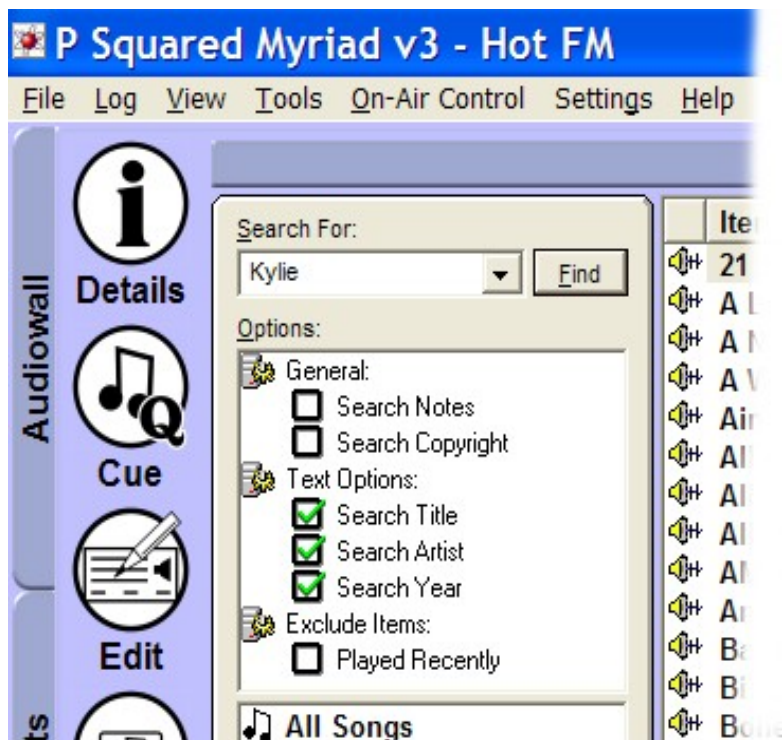 P Squared Myriad v3 - Hot FM
File Log View Tools On-Air Control Settings Help
Audiowall
Details
Cue
Edit
Search For:
Kylie
Find
Options:
General:
Search Notes
Search Copyright
Text Options:
Search Title
Search Artist
Search Year
Exclude Items:
Played Recently
All Songs
21
A
A
A